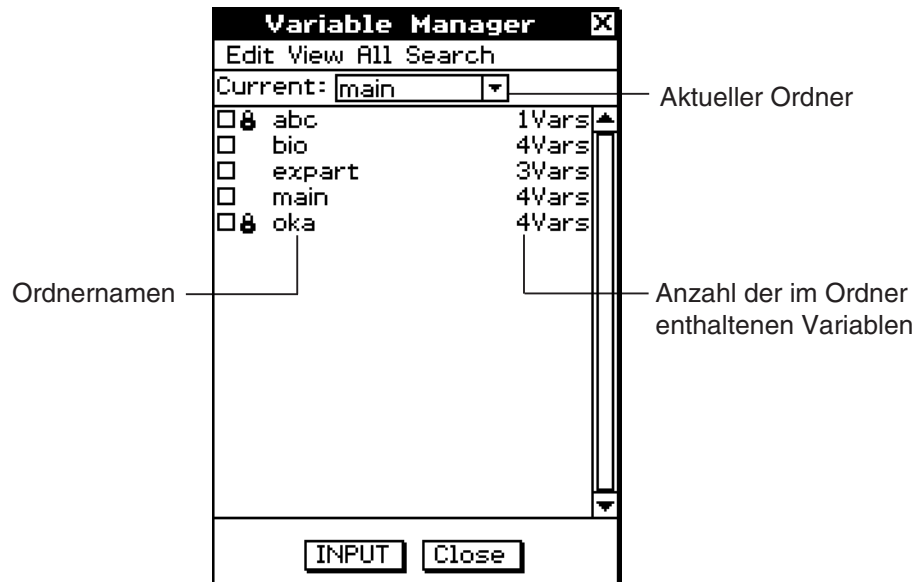 Variable Manager X
Edit View All Search
Current: main
Aktueller Ordner
abc 1Vars
bio 4Vars
expart 3Vars
main 4Vars
oka 4Vars
Ordnernamen
Anzahl der im Ordner
enthaltenen Variablen
INPUT Close